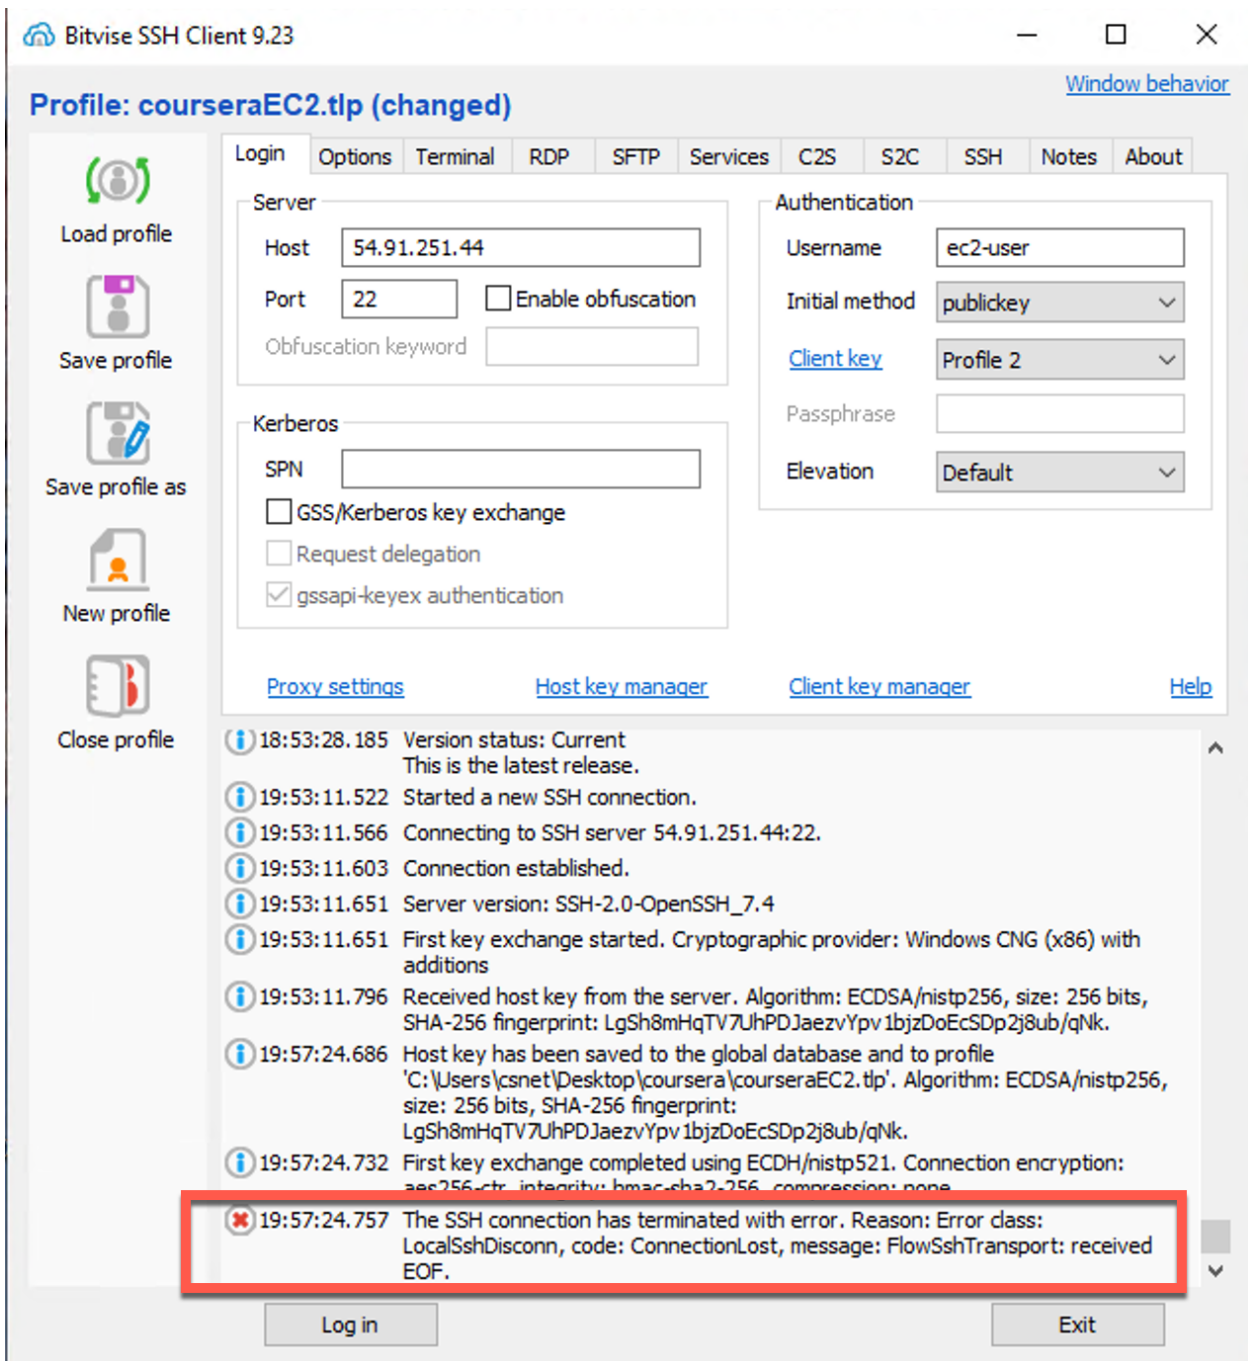 Bitvise SSH Client 9.23
Window behavior
Profile: courseraEC2.tlp (changed)
Load profile
Save profile
Save profile as
New profile
Close profile
Login Options Terminal RDP SFTP Services C2S S2C SSH Notes About
Server
Host 54.91.251.44
Port 22 Enable obfuscation
Obfuscation keyword
Kerberos
SPN
GSS/Kerberos key exchange
Request delegation
gssapi-keyex authentication
Authentication
Username ec2-user
Initial method publickey
Client key Profile 2
Passphrase
Elevation Default
Proxy settings Host key manager Client key manager Help
18:53:28.185 Version status: Current
This is the latest release.
19:53:11.522 Started a new SSH connection.
19:53:11.566 Connecting to SSH server 54.91.251.44:22.
19:53:11.603 Connection established.
19:53:11.651 Server version: SSH-2.0-OpenSSH_7.4
19:53:11.651 First key exchange started. Cryptographic provider: Windows CNG (x86) with
additions
19:53:11.796 Received host key from the server. Algorithm: ECDSA/nistp256, size: 256 bits,
SHA-256 fingerprint: LgSh8mHqTV7UhPDJaezvYpv1bjzDoEcSDp2j8ub/qNk.
19:57:24.686 Host key has been saved to the global database and to profile
'C:\Users\csnet\Desktop\coursera\courseraEC2.tlp'. Algorithm: ECDSA/nistp256,
size: 256 bits, SHA-256 fingerprint:
LgSh8mHqTV7UhPDJaezvYpv1bjzDoEcSDp2j8ub/qNk.
19:57:24.732 First key exchange completed using ECDH/nistp521. Connection encryption:
aes256-ctr, integrity: hmac-sha2-256, compression: none.
19:57:24.757 The SSH connection has terminated with error. Reason: Error class:
LocalSshDisconn, code: ConnectionLost, message: FlowSshTransport: received
EOF.
Log in Exit